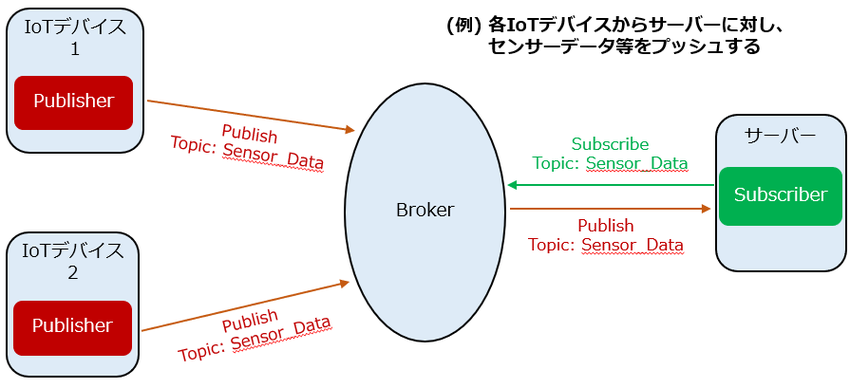 (例) 各IoTデバイスからサーバーに対し、
センサーデータ等をプッシュする
IoTデバイス
1
Publisher
Publish
Topic: Sensor_Data
IoTデバイス
2
Publisher
Publish
Topic: Sensor_Data
Broker
Subscribe
Topic: Sensor_Data
Publish
Topic: Sensor_Data
サーバー
Subscriber